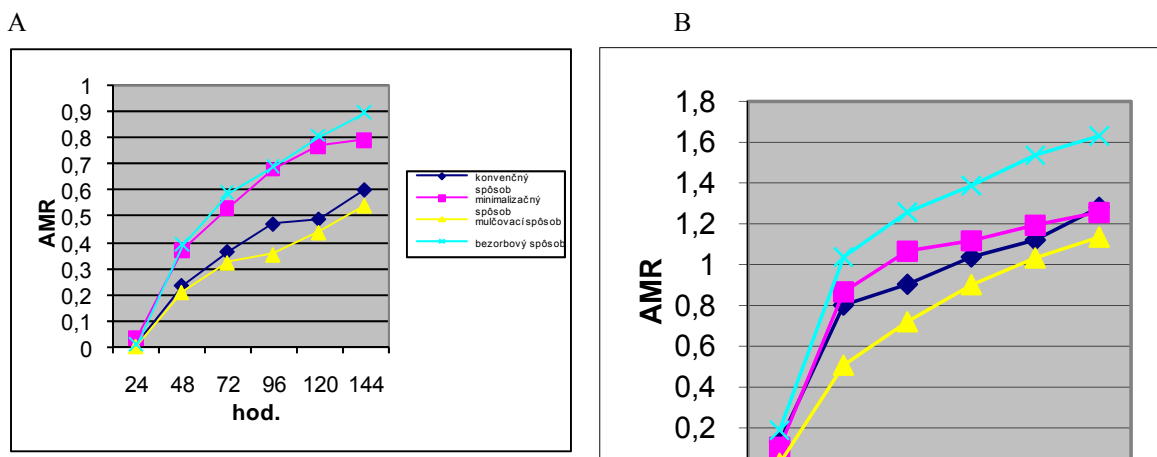 A
B
1
0,9
0,8
0,7
0,6
0,5
0,4
0,3
0,2
0,1
0
AMR
24 48 72 96 120 144
hod.
konvenčný
spôsob
minimalizačný
spôsob
mulčovací spôsob
bezorbový spôsob
1,8
1,6
1,4
1,2
1
0,8
0,6
0,4
0,2
AMR